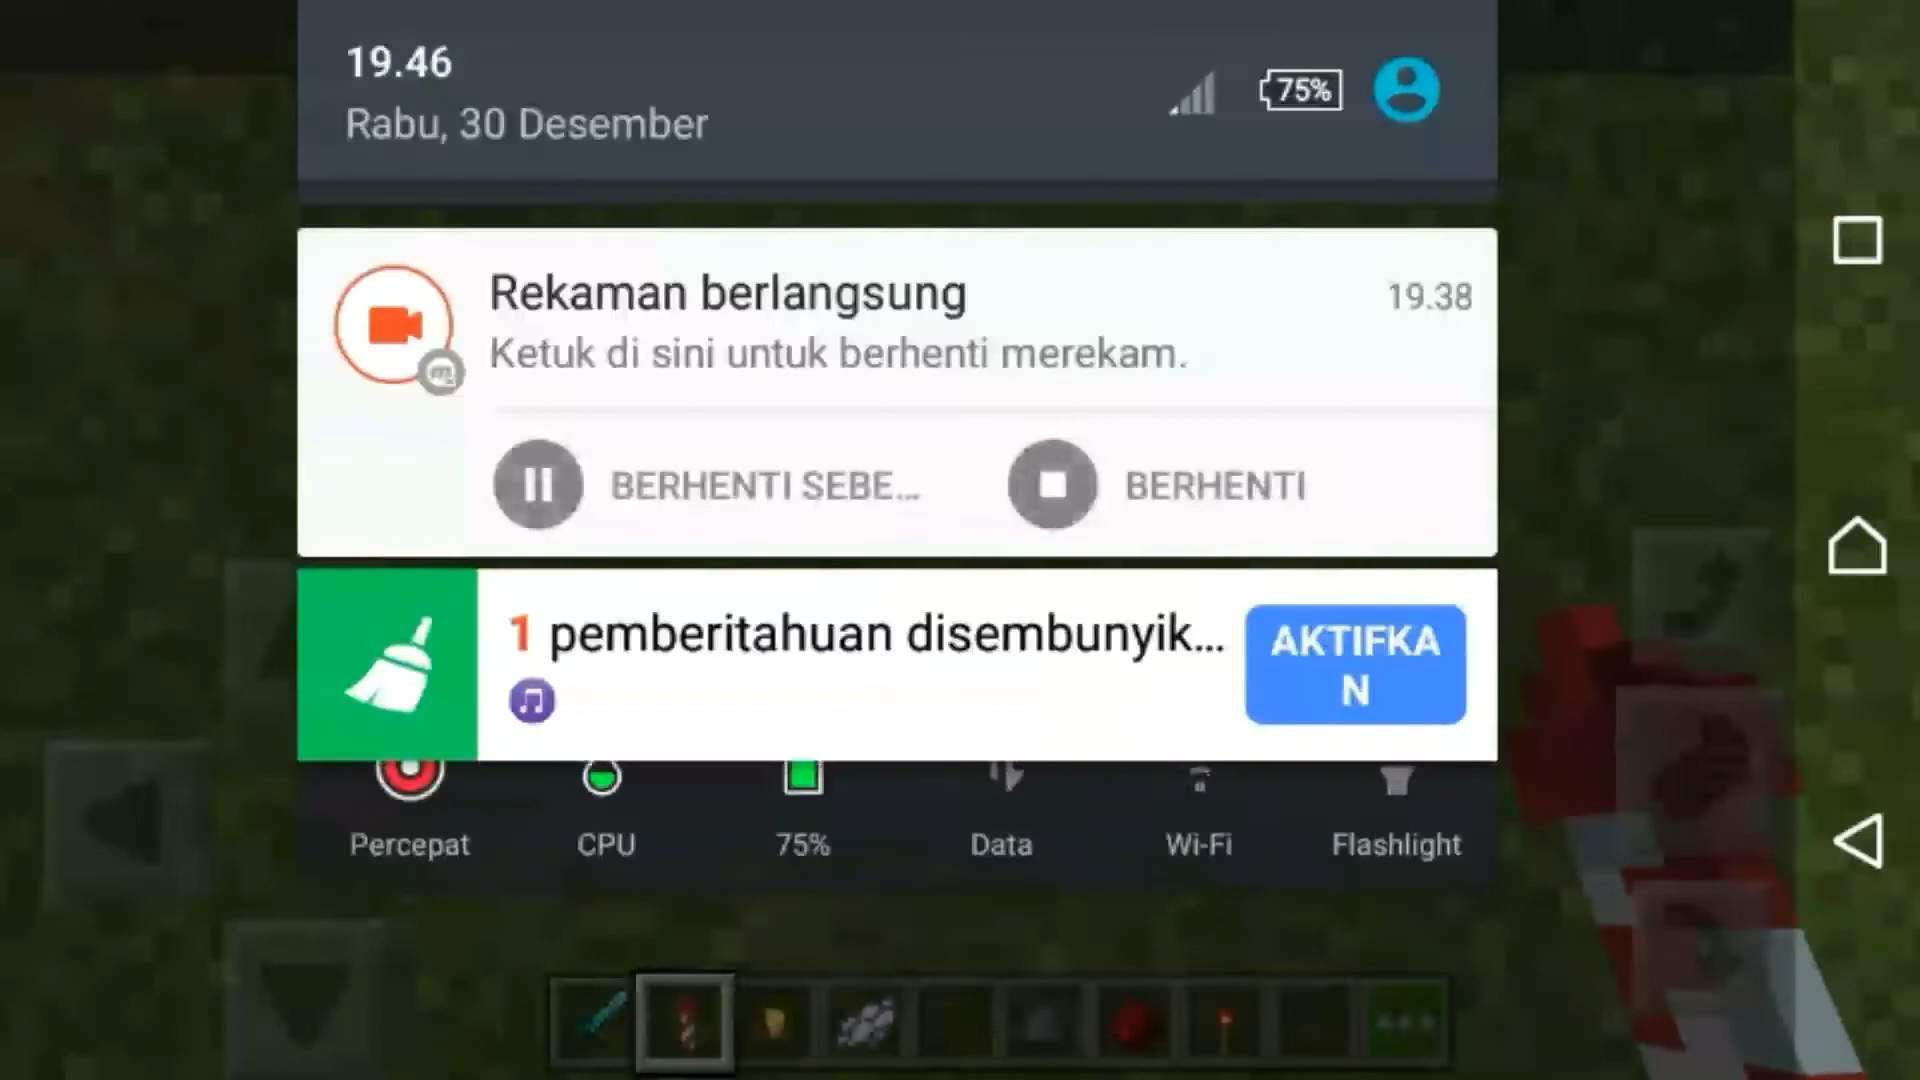 19.46
75%
Rabu, 30 Desember
Rekaman berlangsung
19.38
Ketuk di sini untuk berhenti merekam.
BERHENTI SEBE...
BERHENTI
1 pemberitahuan disembunyik...
AKTIFKA
N
Percepat
CPU
75%
Data
Wi-Fi
Flashlight